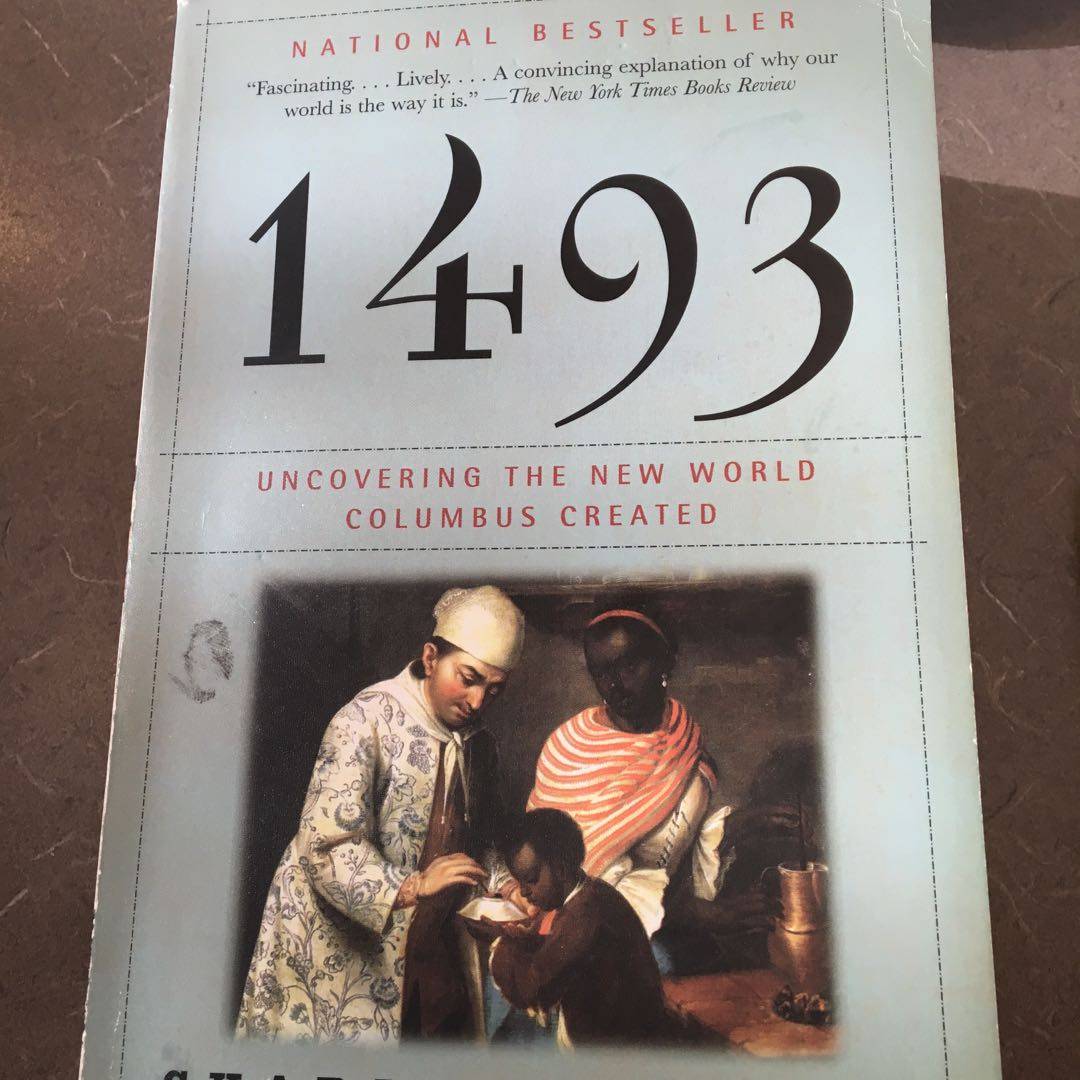 NATIONAL BESTSELLER
“Fascinating. . . . Lively. . . . A convincing explanation of why our
world is the way it is.” —The New York Times Books Review
1493
UNCOVERING THE NEW WORLD
COLUMBUS CREATED